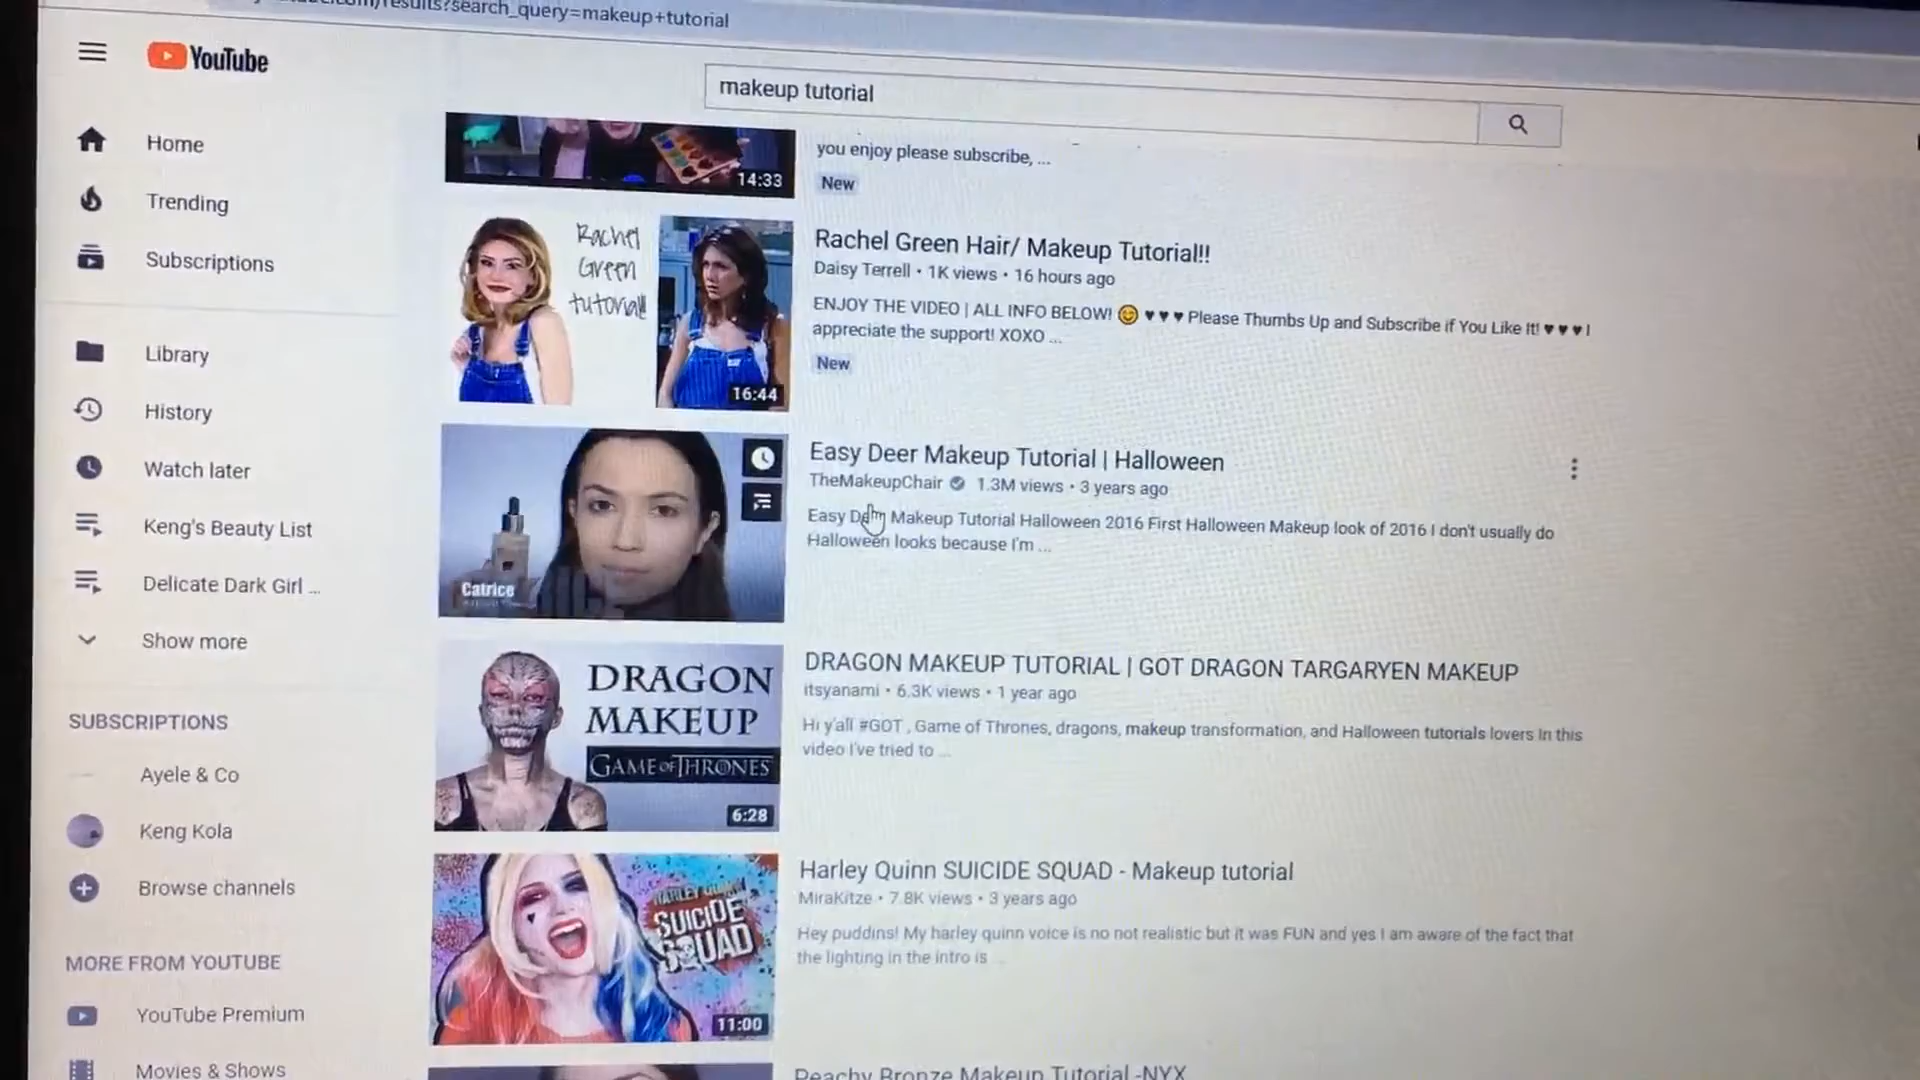 results?search_query=makeup+tutorial
YouTube
makeup tutorial
Home
Trending
Subscriptions
Library
History
Watch later
Keng's Beauty List
Delicate Dark Girl ...
Show more
SUBSCRIPTIONS
Ayele & Co
Keng Kola
Browse channels
MORE FROM YOUTUBE
YouTube Premium
Movies & Shows
14:33
you enjoy please subscribe, ...
New
Rachel
Green
tutorial!!
16:44
Rachel Green Hair/ Makeup Tutorial!!
Daisy Terrell • 1K views • 16 hours ago
ENJOY THE VIDEO | ALL INFO BELOW! 😊 ♥ ♥ ♥ Please Thumbs Up and Subscribe if You Like It! ♥ ♥ ♥ I
appreciate the support! XOXO ...
New
Catrice
Easy Deer Makeup Tutorial | Halloween
TheMakeupChair 1.3M views • 3 years ago
Easy Makeup Tutorial Halloween 2016 First Halloween Makeup look of 2016 I don't usually do
Halloween looks because I'm ...
DRAGON
MAKEUP
GAME OF THRONES
6:28
DRAGON MAKEUP TUTORIAL | GOT DRAGON TARGARYEN MAKEUP
itsyanami • 6.3K views • 1 year ago
Hi y'all #GOT , Game of Thrones, dragons, makeup transformation, and Halloween tutorials lovers In this
video I've tried to ...
HARLEY QUINN
SUICIDE
SQUAD
11:00
Harley Quinn SUICIDE SQUAD - Makeup tutorial
MiraKitze • 7.8K views • 3 years ago
Hey puddins! My harley quinn voice is no not realistic but it was FUN and yes I am aware of the fact that
the lighting in the intro is ...
Peachy Bronze Makeup Tutorial -NYX